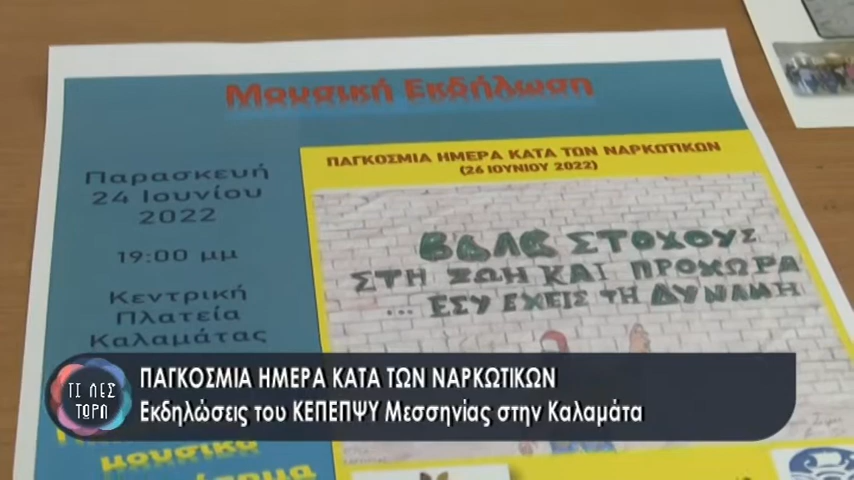 Μουσική Εκδήλωση
Παρασκευή
24 Ιουνίου
2022
19:00 μμ
Κεντρική
Πλατεία
Καλαμάτας
ΠΑΓΚΟΣΜΙΑ ΗΜΕΡΑ ΚΑΤΑ ΤΩΝ ΝΑΡΚΩΤΙΚΩΝ
(26 ΙΟΥΝΙΟΥ 2022)
ΒΑΛΕ ΣΤΟΧΟΥΣ
ΣΤΗ ΖΩΗ ΚΑΙ ΠΡΟΧΩΡΑ
... ΕΣΥ ΕΧΕΙΣ ΤΗ ΔΥΝΑΜΗ
ΤΙ ΛΕΣ
ΤΩΡΑ
ΠΑΓΚΟΣΜΙΑ ΗΜΕΡΑ ΚΑΤΑ ΤΩΝ ΝΑΡΚΩΤΙΚΩΝ
Εκδηλώσεις του ΚΕΠΕΠΨΥ Μεσσηνίας στην Καλαμάτα
μουσικό